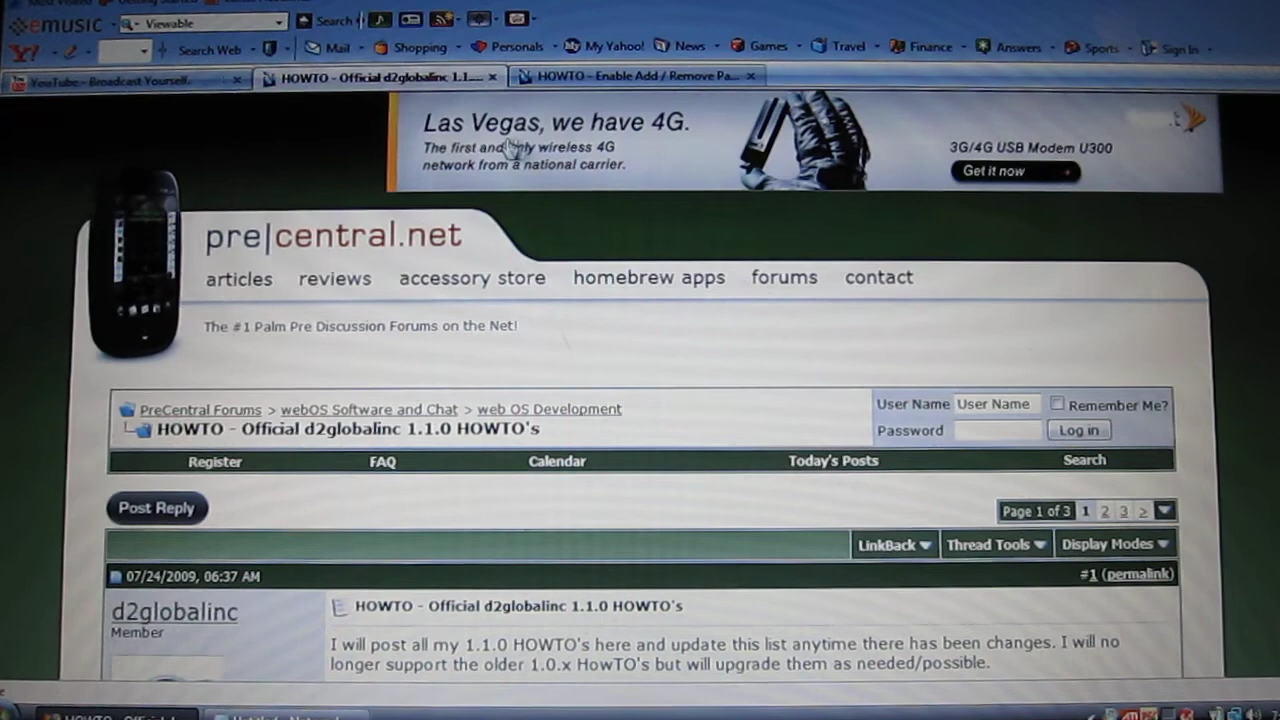 emusic Viewable Search
Y! Search Web Mail Shopping Personals My Yahoo! News Games Travel Finance Answers Sports Sign In
YouTube - Broadcast Yourself. HOWTO - Official d2globalinc 1.1.... HOWTO - Enable Add / Remove Pa...
Las Vegas, we have 4G.
The first and only wireless 4G
network from a national carrier.
3G/4G USB Modem U300
Get it now
pre|central.net
articles reviews accessory store homebrew apps forums contact
The #1 Palm Pre Discussion Forums on the Net!
PreCentral Forums > webOS Software and Chat > web OS Development
HOWTO - Official d2globalinc 1.1.0 HOWTO's
User Name User Name Remember Me?
Password Log in
Register FAQ Calendar Today's Posts Search
Post Reply
Page 1 of 3 1 2 3 >
LinkBack Thread Tools Display Modes
07/24/2009, 06:37 AM #1 (permalink)
d2globalinc
Member
HOWTO - Official d2globalinc 1.1.0 HOWTO's
I will post all my 1.1.0 HOWTO's here and update this list anytime there has been changes. I will no
longer support the older 1.0.x HowTO's but will upgrade them as needed/possible.